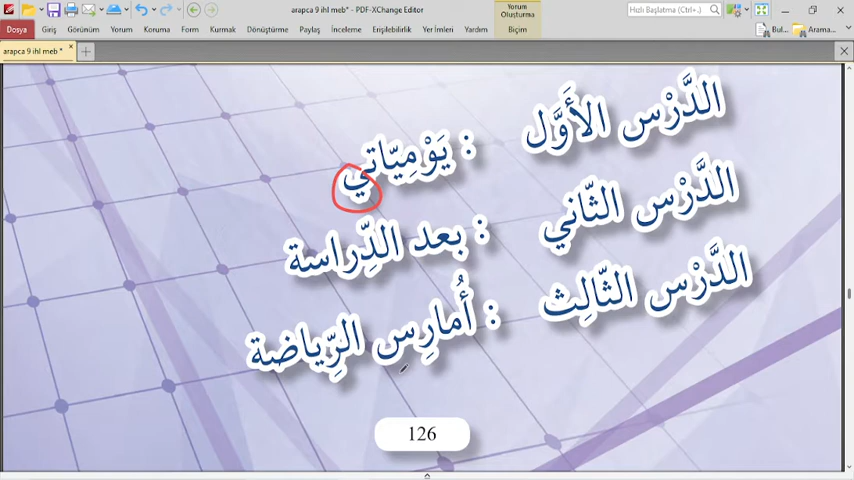 arapca 9 ihl meb* - PDF-XChange Editor
Yorum Oluşturma
Hızlı Başlatma (Ctrl+.)
Dosya Giriş Görünüm Düzenle Yorum Koruma Form Kurmak Dönüştürme Paylaş İnceleme Erişilebilirlik Yer İmleri Yardım Biçim Bul... Arama...
arapca 9 ihl meb *
الدَّرْس الأَوَّل : يَوْمِيّاتي
الدَّرْس الثّاني : بعد الدِّراسة
الدَّرْس الثّالِث : أُمارِس الرِّياضة
126